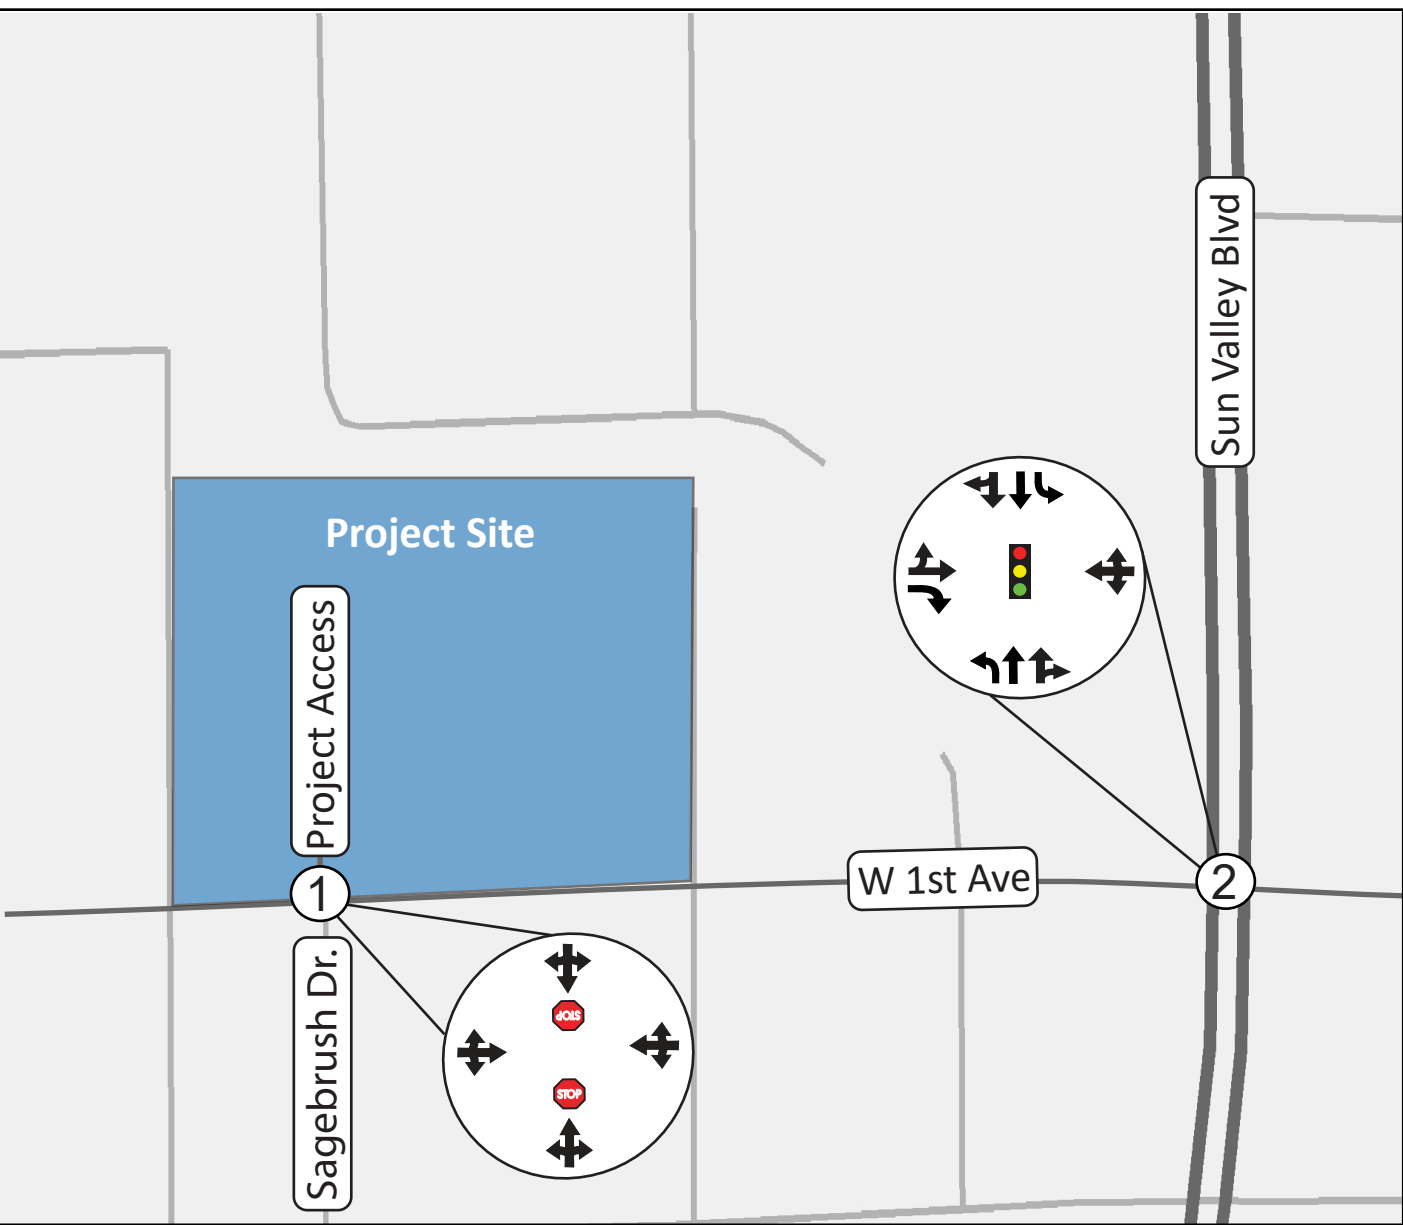 Sun Valley Blvd
Project Site
Project Access
W 1st Ave
2
1
STOP
STOP
Sagebrush Dr.